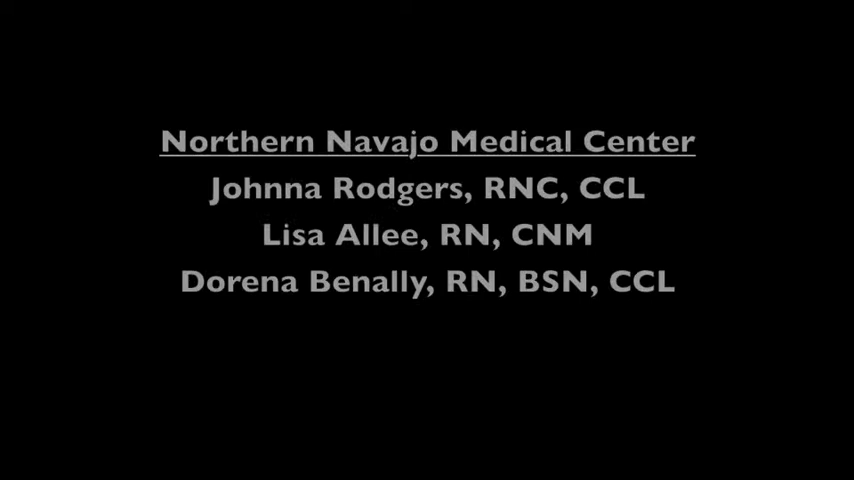 Northern Navajo Medical Center
Johnna Rodgers, RNC, CCL
Lisa Allee, RN, CNM
Dorena Benally, RN, BSN, CCL